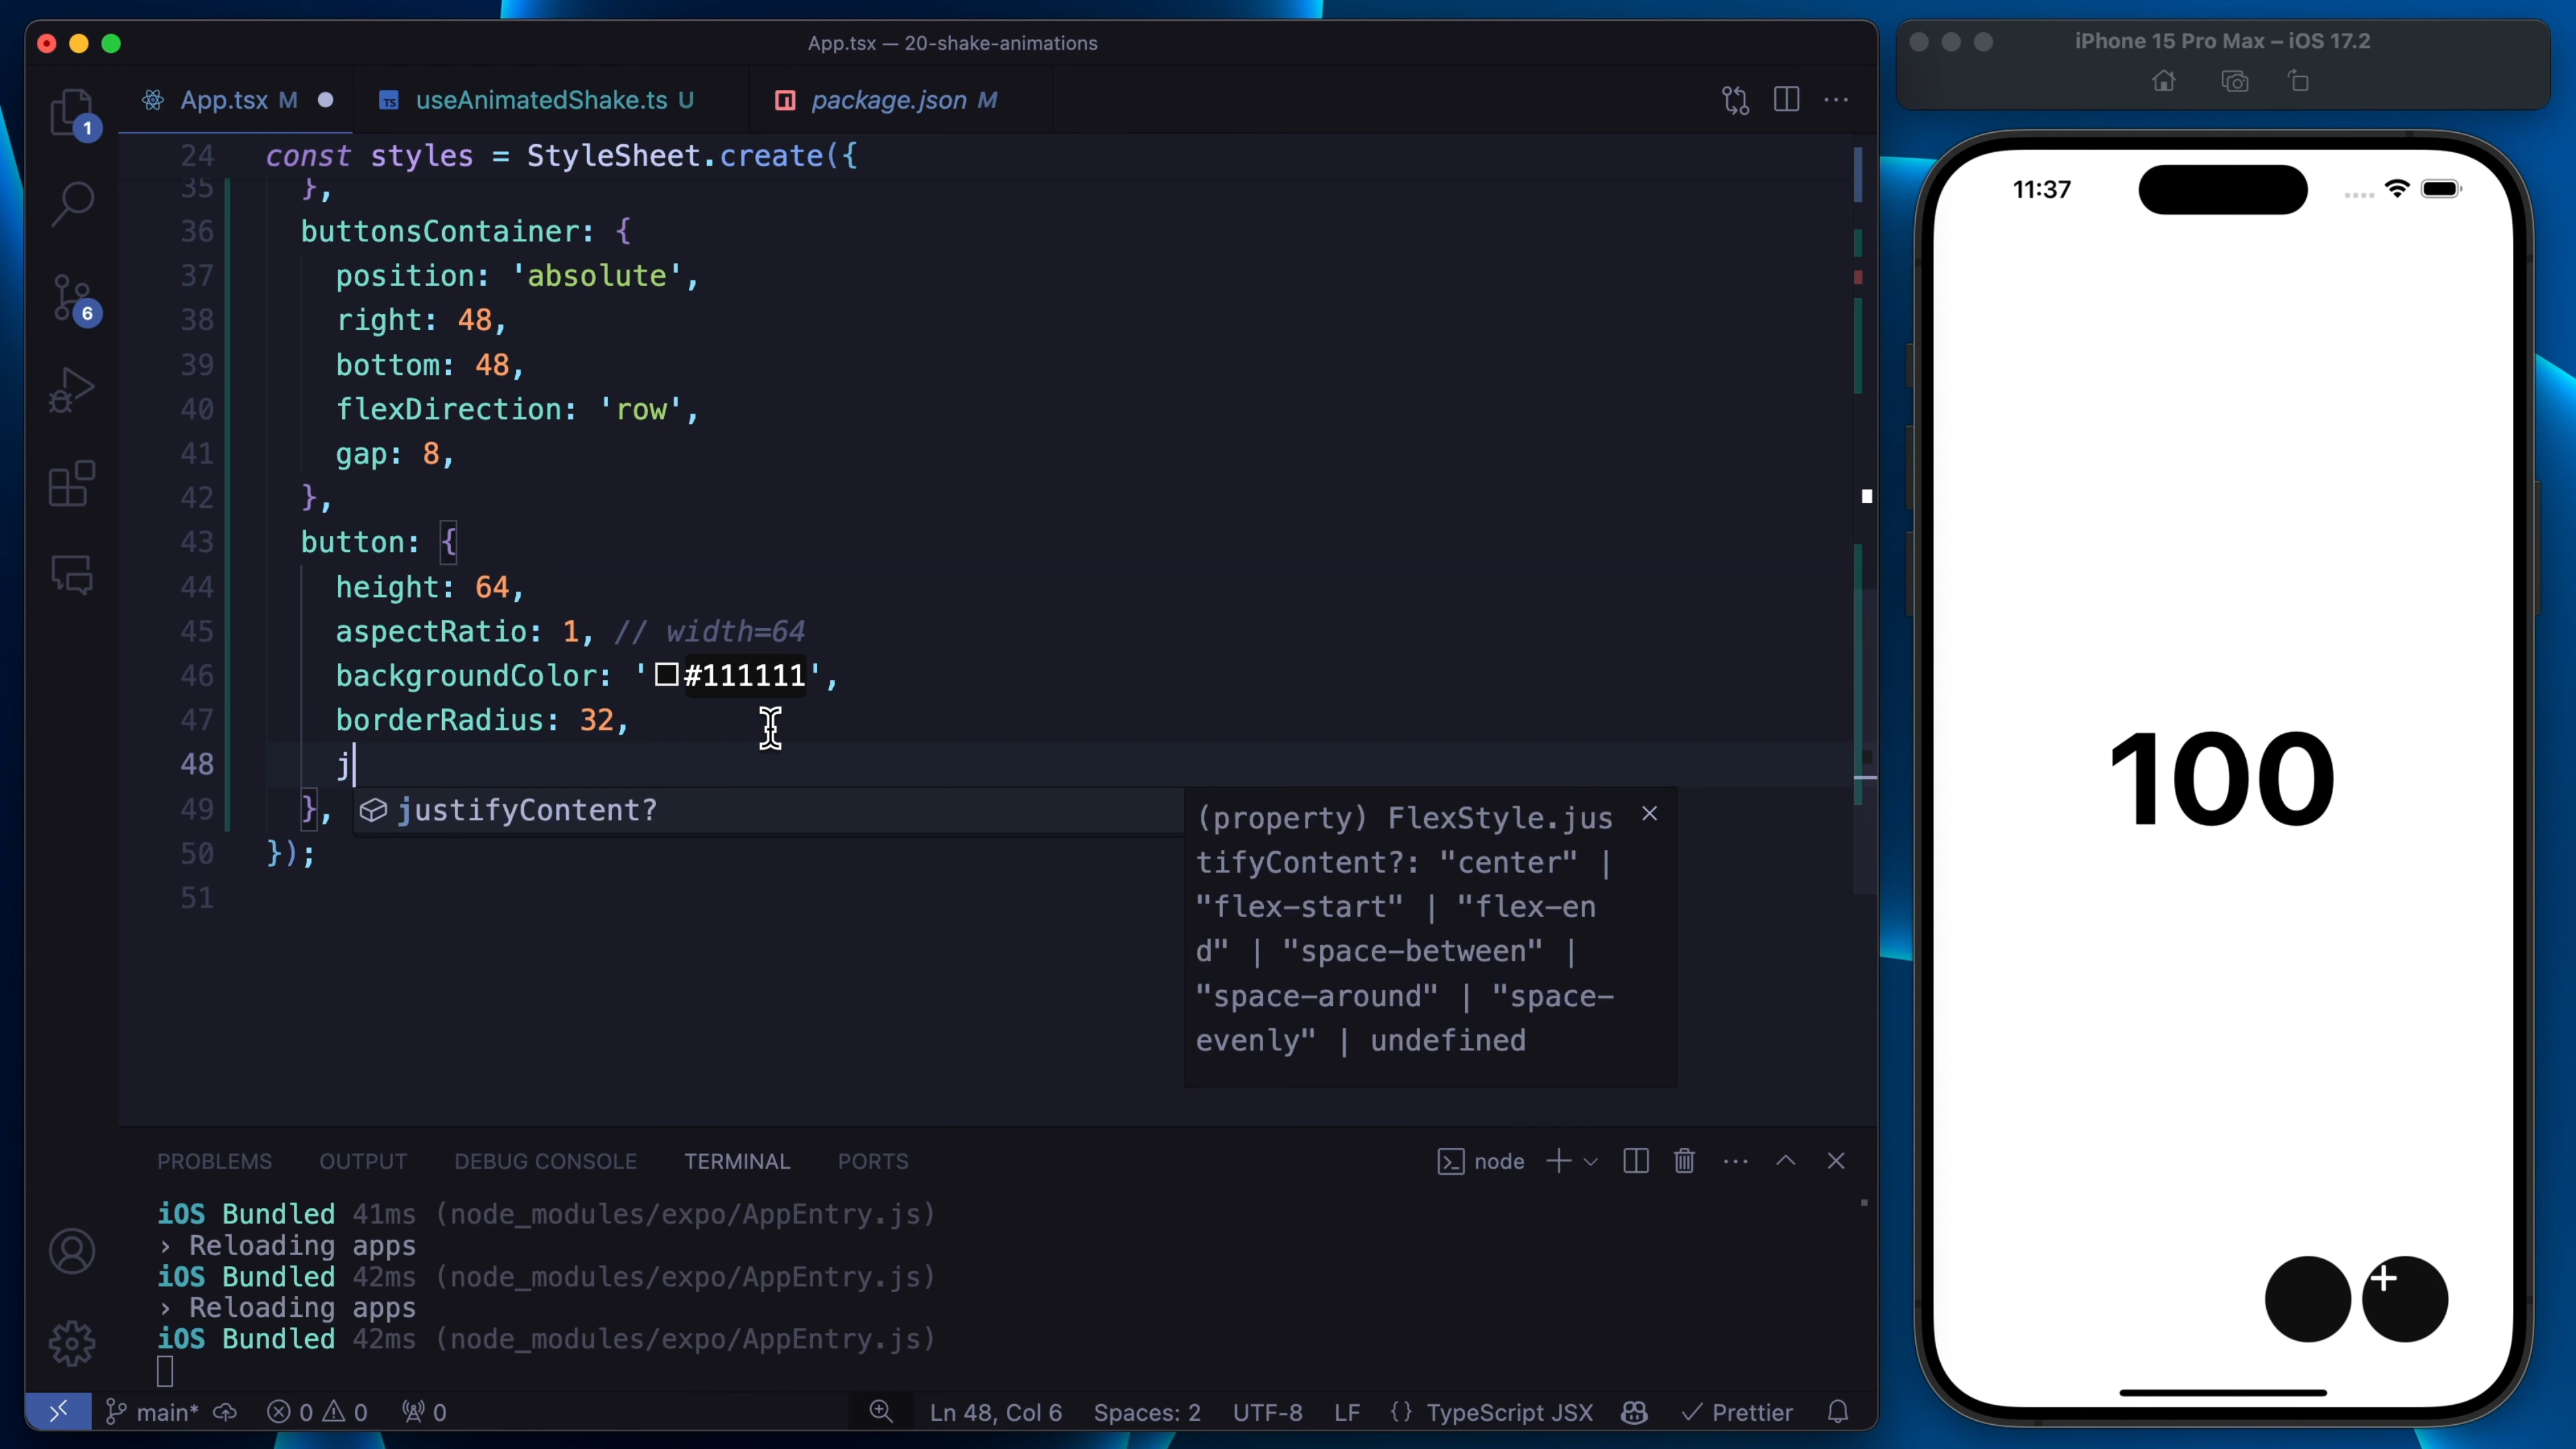 App.tsx — 20-shake-animations
App.tsx M
TS useAnimatedShake.ts U
package.json M
1
6
24 const styles = StyleSheet.create({
35 },
36 buttonsContainer: {
37 position: 'absolute',
38 right: 48,
39 bottom: 48,
40 flexDirection: 'row',
41 gap: 8,
42 },
43 button: {
44 height: 64,
45 aspectRatio: 1, // width=64
46 backgroundColor: '#111111',
47 borderRadius: 32,
48 j
49 },
justifyContent?
50 });
51
(property) FlexStyle.jus
tifyContent?: "center" |
"flex-start" | "flex-en
d" | "space-between" |
"space-around" | "space-
evenly" | undefined
PROBLEMS OUTPUT DEBUG CONSOLE TERMINAL PORTS
node
iOS Bundled 41ms (node_modules/expo/AppEntry.js)
› Reloading apps
iOS Bundled 42ms (node_modules/expo/AppEntry.js)
› Reloading apps
iOS Bundled 42ms (node_modules/expo/AppEntry.js)
main* 0 0 0 Ln 48, Col 6 Spaces: 2 UTF-8 LF {} TypeScript JSX ✓ Prettier
iPhone 15 Pro Max – iOS 17.2
11:37
100
+